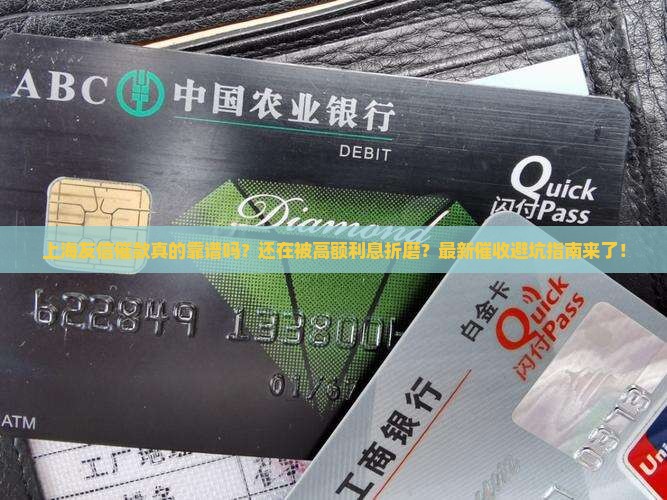 ABC 中国农业银行
DEBIT
Quick
闪付Pass
Diamond
上海友信催款真的靠谱吗？还在被高额利息折磨？最新催收避坑指南来了！
白金卡
Quick
闪付Pass
工商银行
ATM